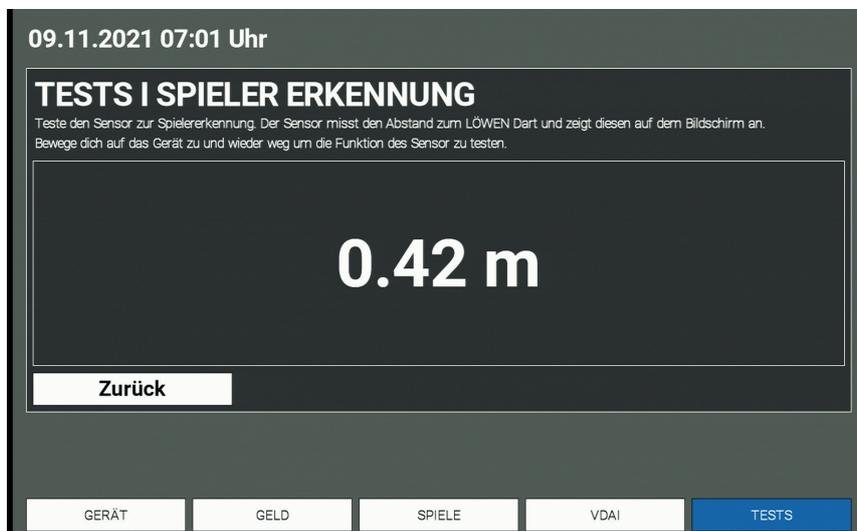 09.11.2021 07:01 Uhr
TESTS I SPIELER ERKENNUNG
Teste den Sensor zur Spielererkennung. Der Sensor misst den Abstand zum LÖWEN Dart und zeigt diesen auf dem Bildschirm an.
Bewege dich auf das Gerät zu und wieder weg um die Funktion des Sensor zu testen.
0.42 m
Zurück
GERÄT
GELD
SPIELE
VDAI
TESTS